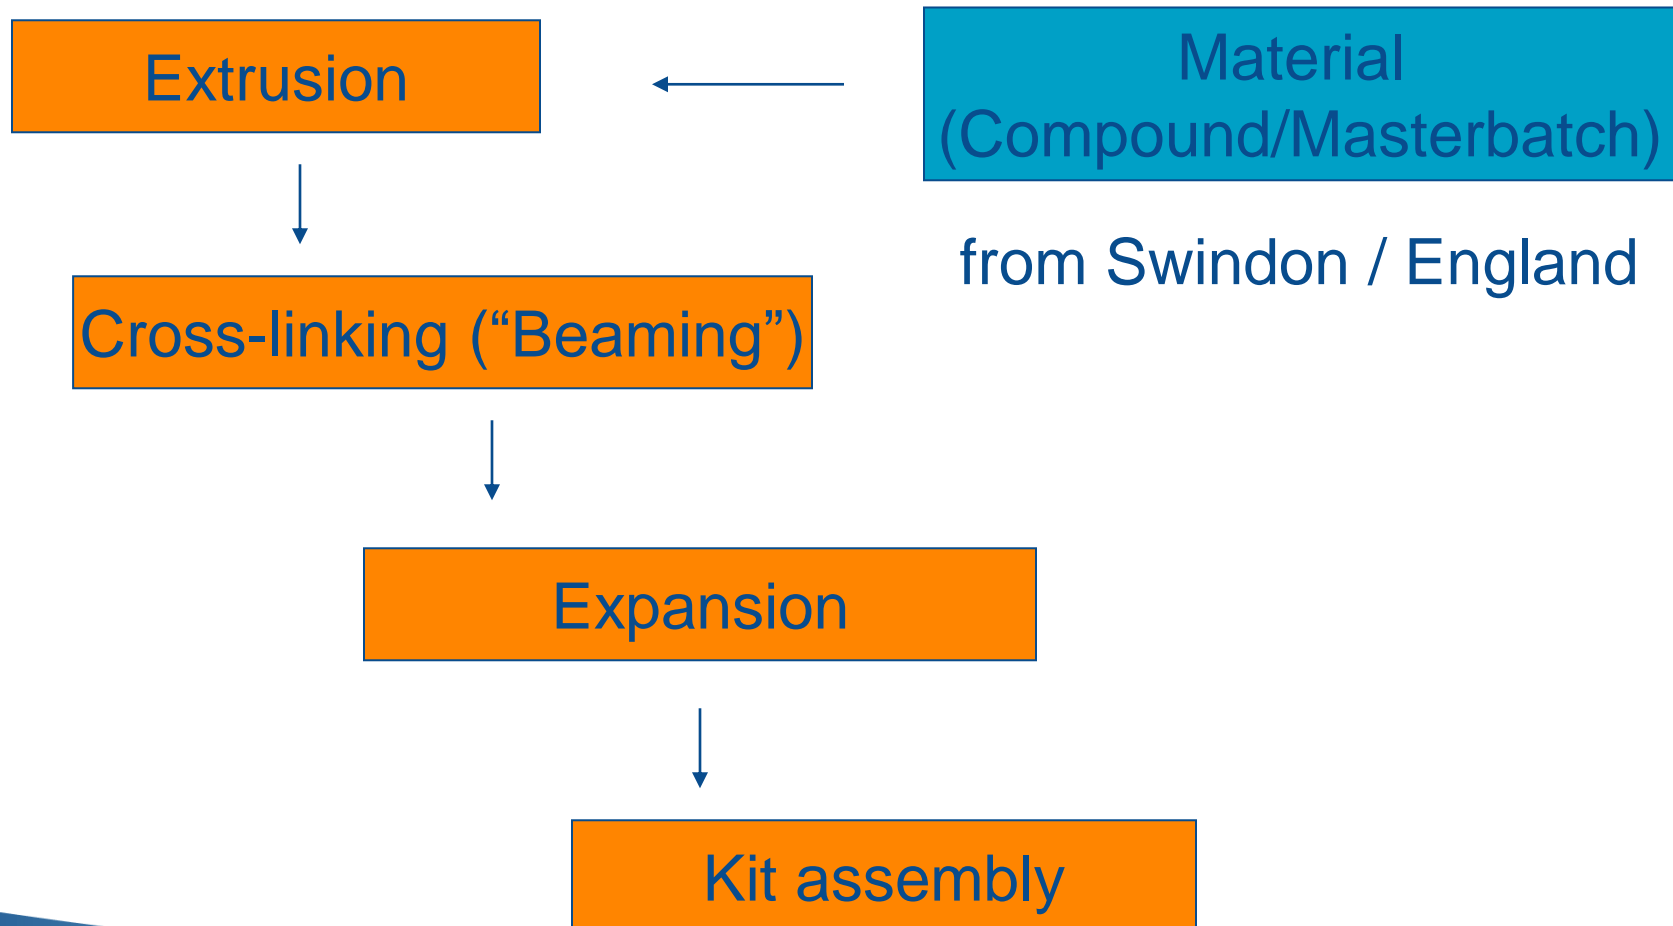 Extrusion
Material
(Compound/Masterbatch)
from Swindon / England
Cross-linking (“Beaming”)
Expansion
Kit assembly